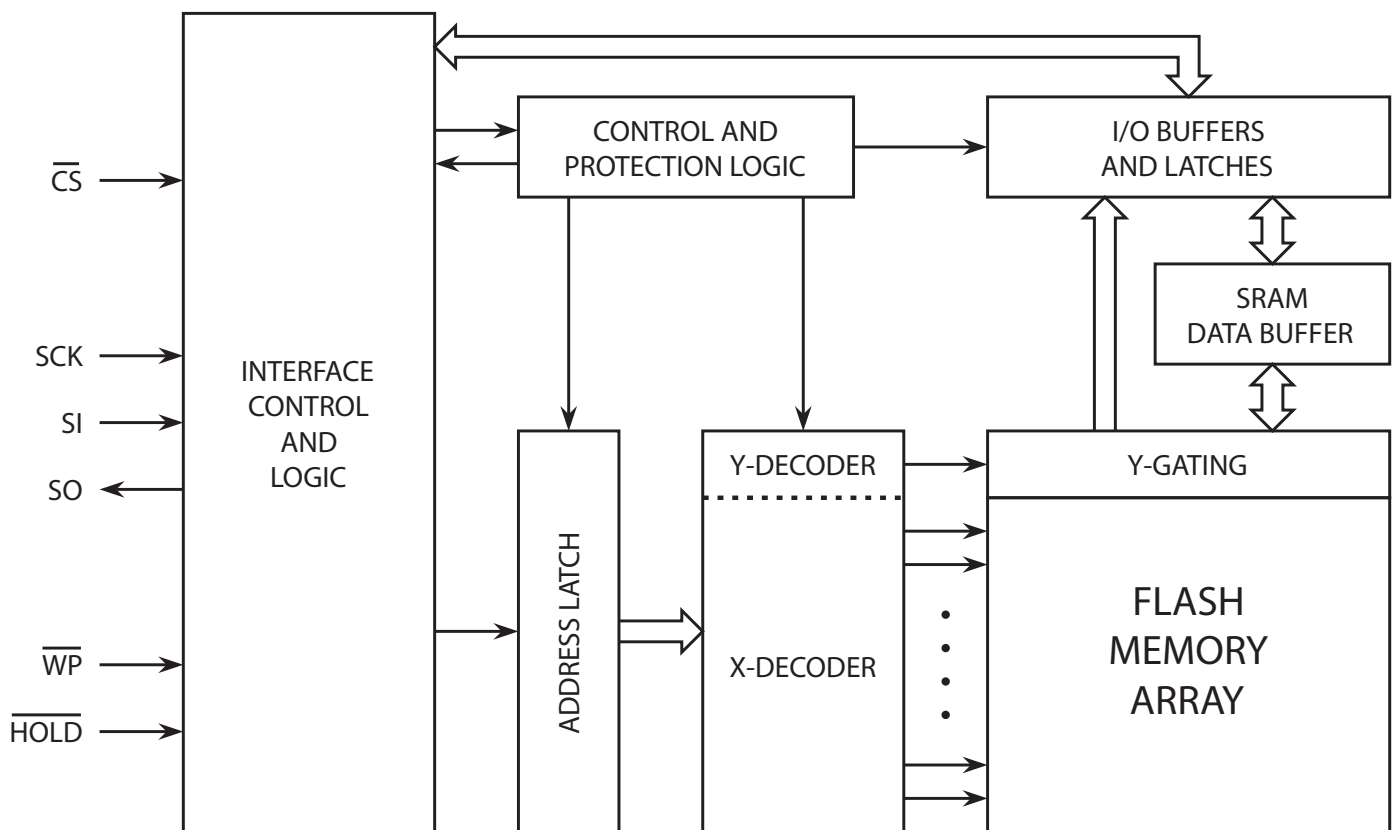 CS
SCK
SI
SO
WP
HOLD
INTERFACE
CONTROL
AND
LOGIC
CONTROL AND
PROTECTION LOGIC
I/O BUFFERS
AND LATCHES
SRAM
DATA BUFFER
ADDRESS LATCH
Y-DECODER
X-DECODER
Y-GATING
FLASH
MEMORY
ARRAY